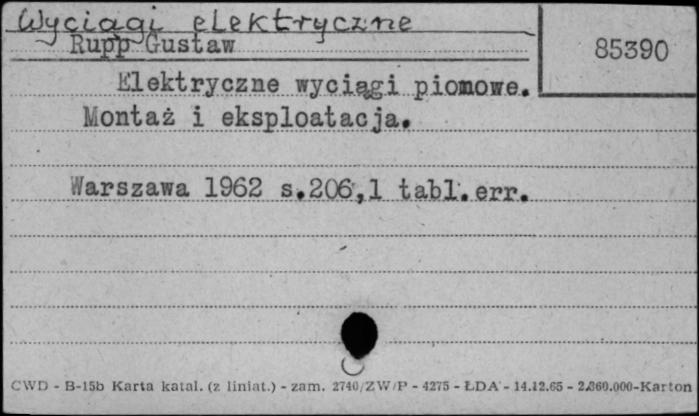 Wyciągi elektryczne
Rupp Gustaw
85390
Elektryczne wyciągi piomowe.
Montaż i eksploatacja.
Warszawa 1962 s.206,1 tabl.err.
CWD - B-15b Karta katal. (z liniat.) - zam. 2740/ZW/P - 4275 - ŁDA - 14.12.65 - 2.360.000-Karton